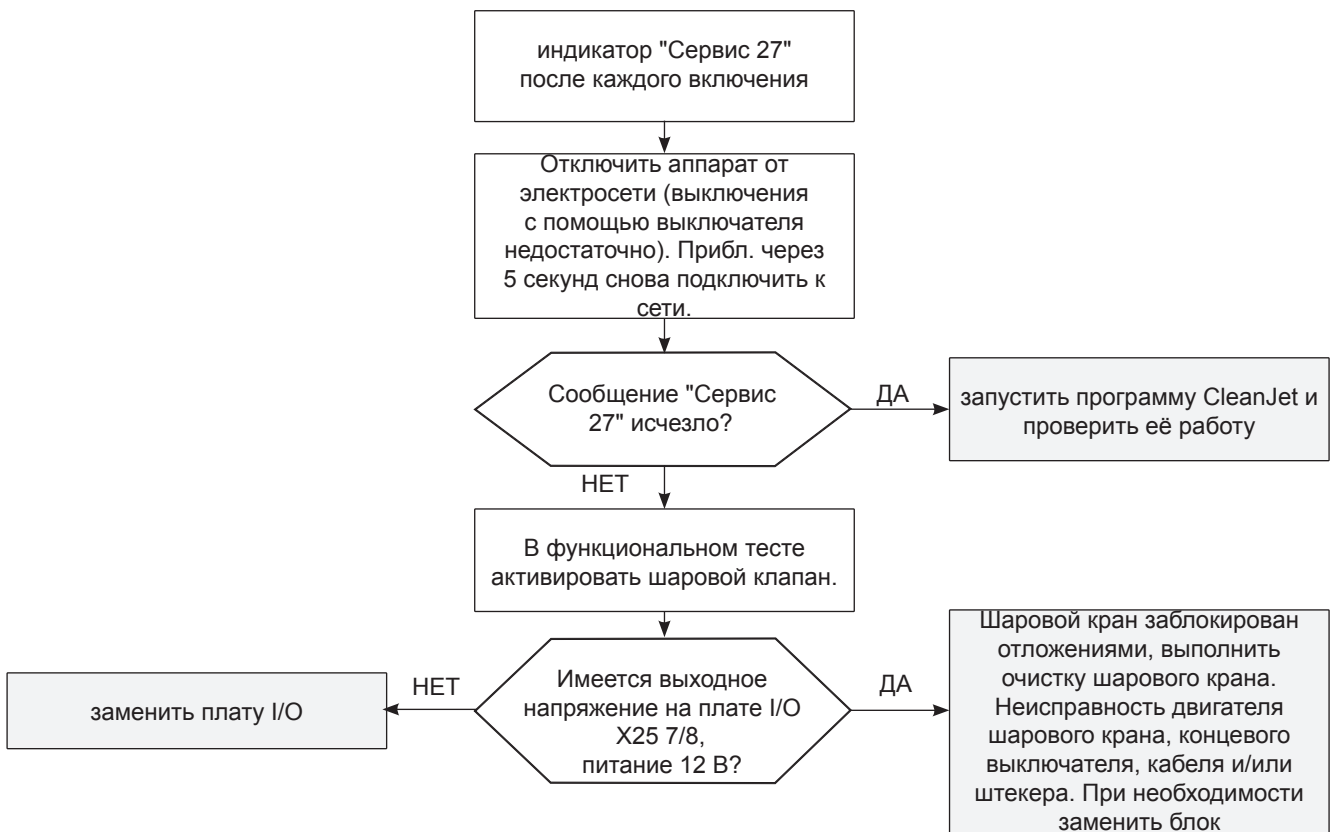 индикатор "Сервис 27"
после каждого включения
Отключить аппарат от
электросети (выключения
с помощью выключателя
недостаточно). Прибл. через
5 секунд снова подключить к
сети.
Сообщение "Сервис
27" исчезло?
ДА
запустить программу CleanJet и
проверить её работу
НЕТ
В функциональном тесте
активировать шаровой клапан.
Имеется выходное
напряжение на плате I/O
X25 7/8,
питание 12 В?
НЕТ
заменить плату I/O
ДА
Шаровой кран заблокирован
отложениями, выполнить
очистку шарового крана.
Неисправность двигателя
шарового крана, концевого
выключателя, кабеля и/или
штекера. При необходимости
заменить блок